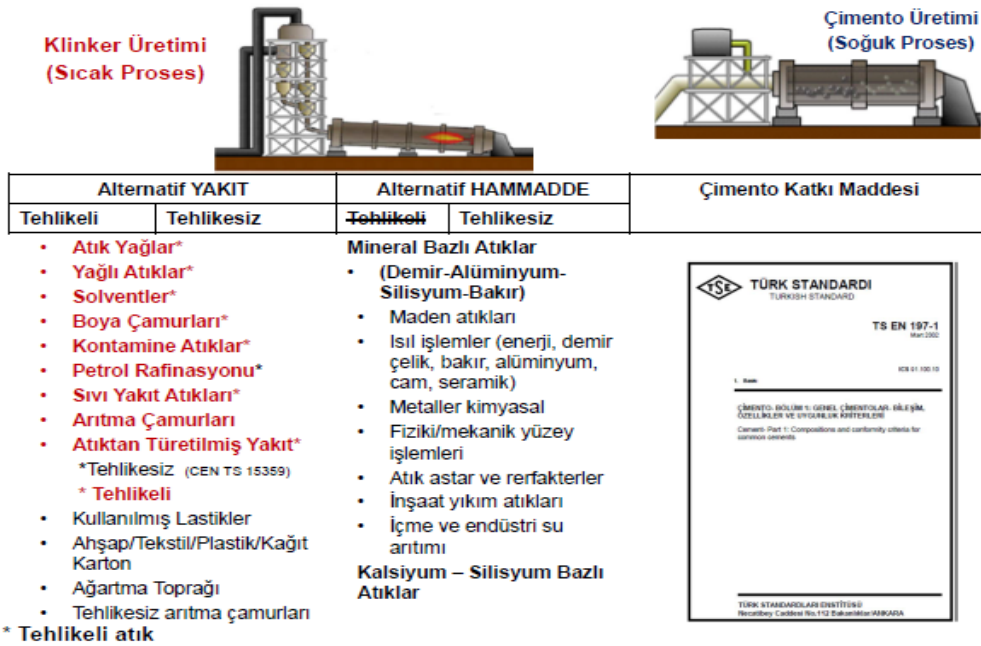 Klinker Üretimi
(Sıcak Proses)
Çimento Üretimi
(Soğuk Proses)
Alternatif YAKIT
Alternatif HAMMADDE
Çimento Katkı Maddesi
Tehlikeli
Tehlikesiz
Tehlikeli
Tehlikesiz
• Atık Yağlar*
• Yağlı Atıklar*
• Solventler*
• Boya Çamurları*
• Kontamine Atıklar*
• Petrol Rafinasyonu*
• Sıvı Yakıt Atıkları*
• Arıtma Çamurları
• Atıktan Türetilmiş Yakıt*
*Tehlikesiz (CEN TS 15359)
* Tehlikeli
• Kullanılmış Lastikler
• Ahşap/Tekstil/Plastik/Kağıt
Karton
• Ağartma Toprağı
• Tehlikesiz arıtma çamurları
* Tehlikeli atık
Mineral Bazlı Atıklar
• (Demir-Alüminyum-
Silisyum-Bakır)
• Maden atıkları
• Isıl işlemler (enerji, demir
çelik, bakır, alüminyum,
cam, seramik)
• Metaller kimyasal
• Fiziki/mekanik yüzey
işlemleri
• Atık astar ve rerfakterler
• İnşaat yıkım atıkları
• İçme ve endüstri su
arıtımı
Kalsiyum – Silisyum Bazlı
Atıklar
TSE
TÜRK STANDARDI
TURKISH STANDARD
TS EN 197-1
Mart 2002
ICS 91.100.10
1. Baskı
ÇİMENTO- BÖLÜM 1: GENEL ÇİMENTOLAR- BİLEŞİM,
ÖZELLİKLER VE UYGUNLUK KRİTERLERİ
Cement- Part 1: Compositions and conformity criteria for
common cements
TÜRK STANDARDLARI ENSTİTÜSÜ
Necatibey Caddesi No.112 Bakanlıklar/ANKARA